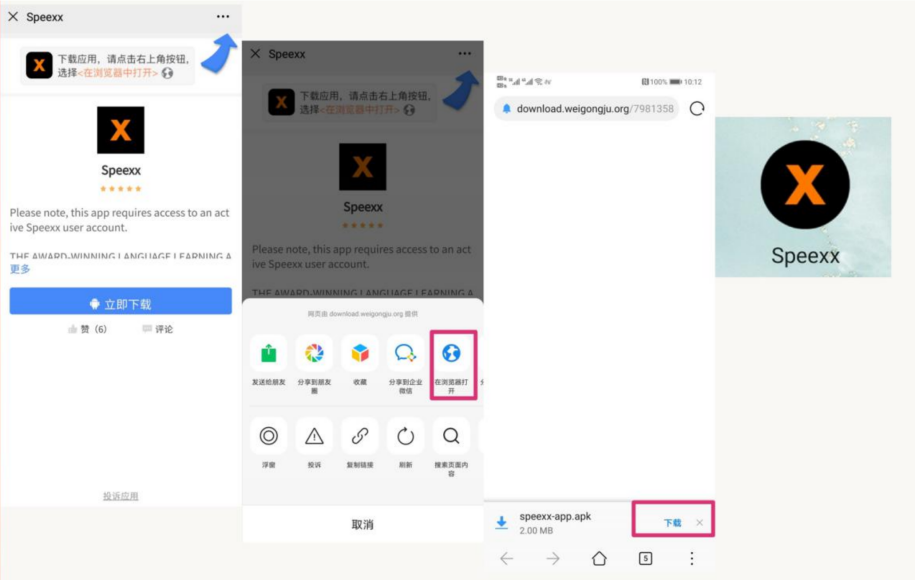 Speexx
下载应用，请点击右上角按钮，
选择<在浏览器中打开>
X
Speexx
Please note, this app requires access to an act
ive Speexx user account.
THE AWARD-WINNING LANGUAGE LEARNING A
更多
立即下载
赞（6）
评论
投诉应用
Speexx
下载应用，请点击右上角按钮，
选择<在浏览器中打开>
X
Speexx
Please note, this app requires access to an act
ive Speexx user account.
THE AWARD-WINNING LANGUAGE LEARNING A
网页由 download.weigongju.org 提供
发送给朋友
分享到朋友
圈
收藏
分享到企业
微信
在浏览器打
开
浮窗
投诉
复制链接
刷新
搜索页面内
容
取消
100% 10:12
download.weigongju.org/7981358
speexx-app.apk
2.00 MB
下载
5
X
Speexx